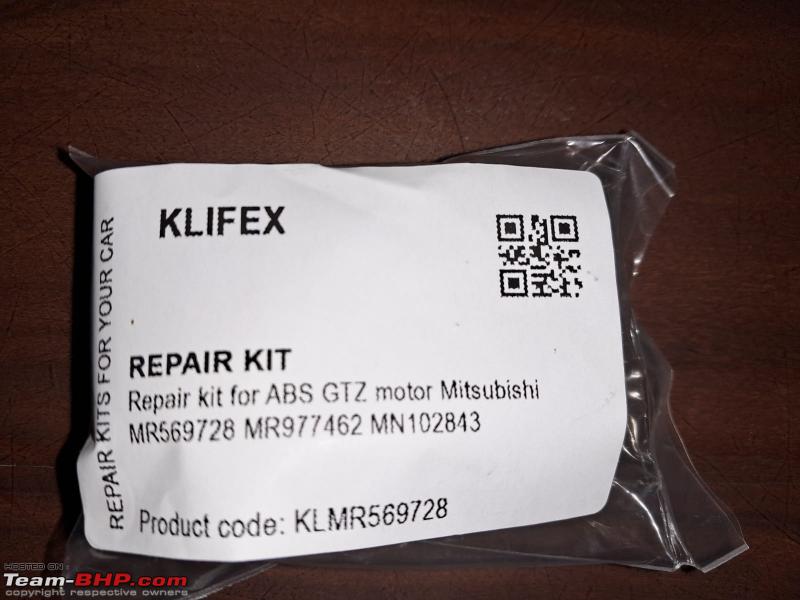 KLIFEX
REPAIR KITS FOR YOUR CAR
REPAIR KIT
Repair kit for ABS GTZ motor Mitsubishi
MR569728 MR977462 MN102843
Product code: KLMR569728
HOSTED ON
Team-BHP.com
copyright respective owners